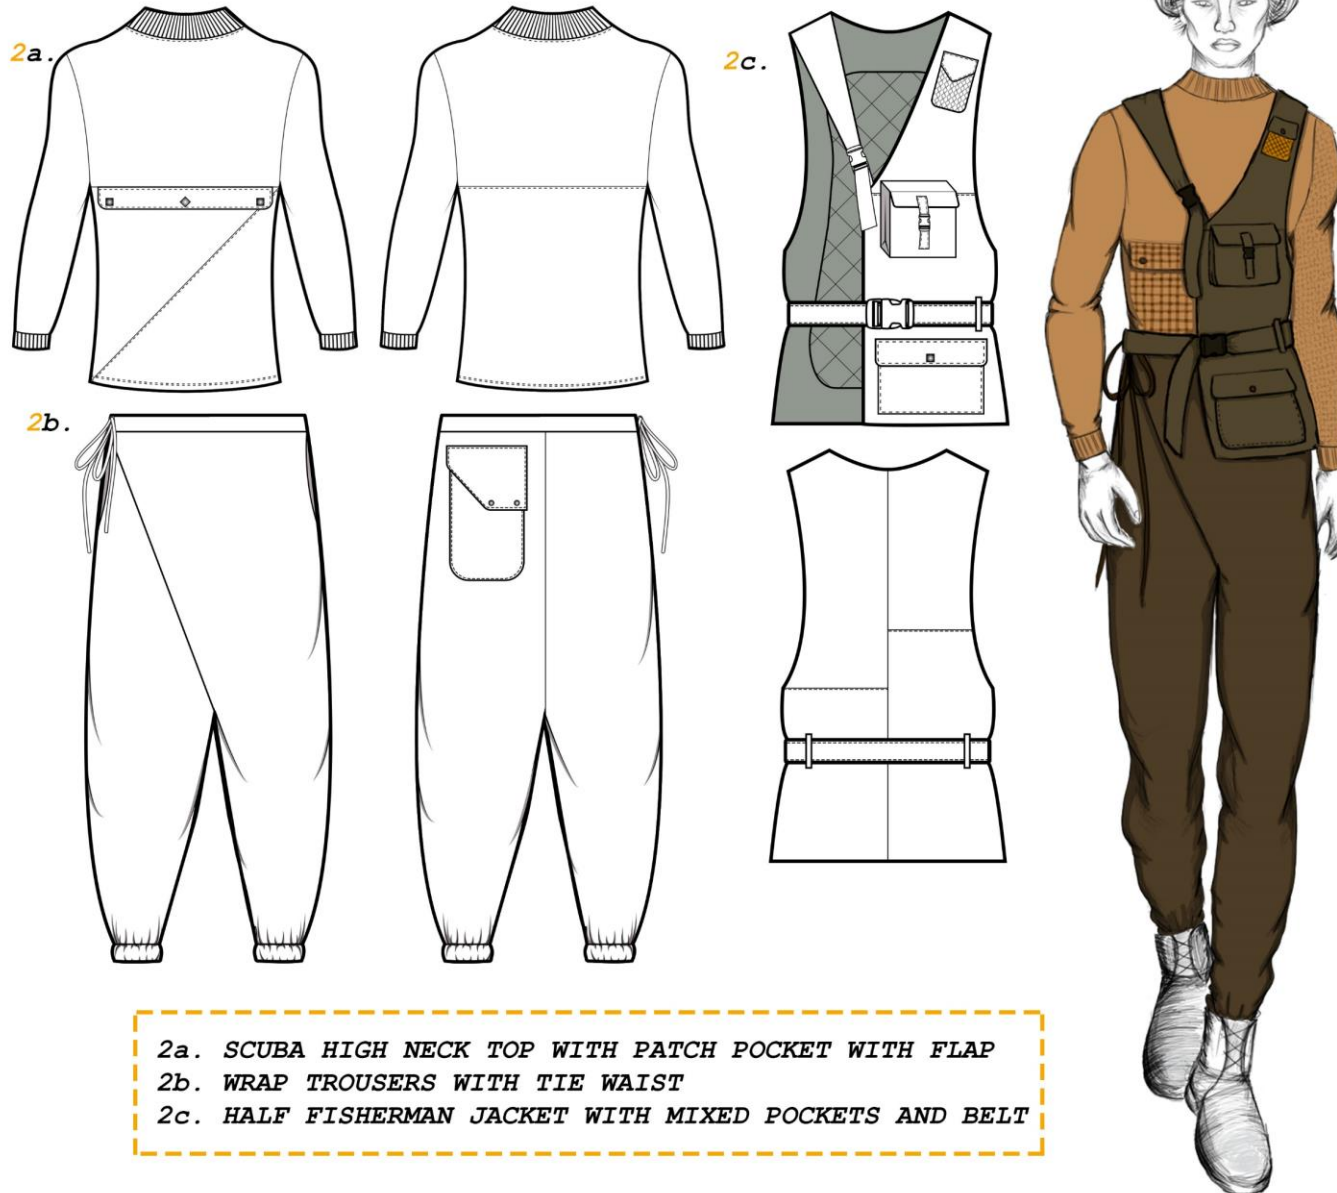 2a.
2c.
2b.
2a. SCUBA HIGH NECK TOP WITH PATCH POCKET WITH FLAP
2b. WRAP TROUSERS WITH TIE WAIST
2c. HALF FISHERMAN JACKET WITH MIXED POCKETS AND BELT